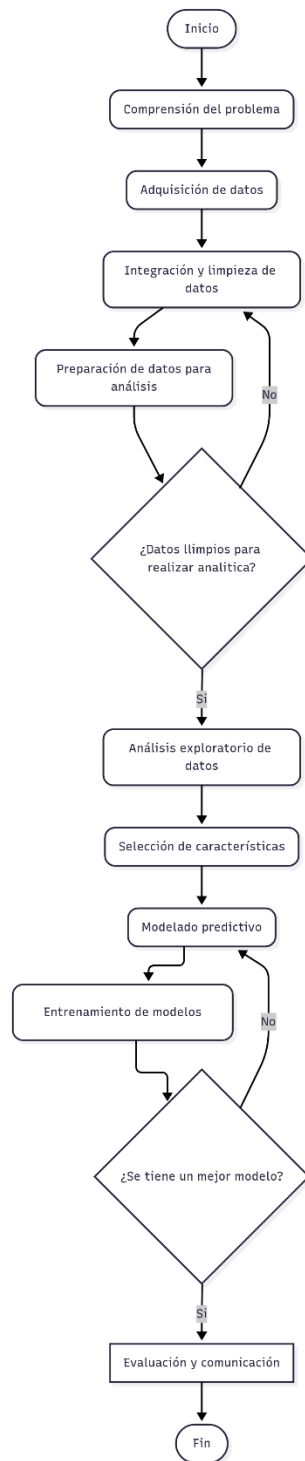 Inicio
Comprensión del problema
Adquisición de datos
Integración y limpieza de
datos
Preparación de datos para
análisis
No
¿Datos llimpios para
realizar analitica?
Si
Análisis exploratorio de
datos
Selección de características
Modelado predictivo
Entrenamiento de modelos
No
¿Se tiene un mejor modelo?
Si
Evaluación y comunicación
Fin